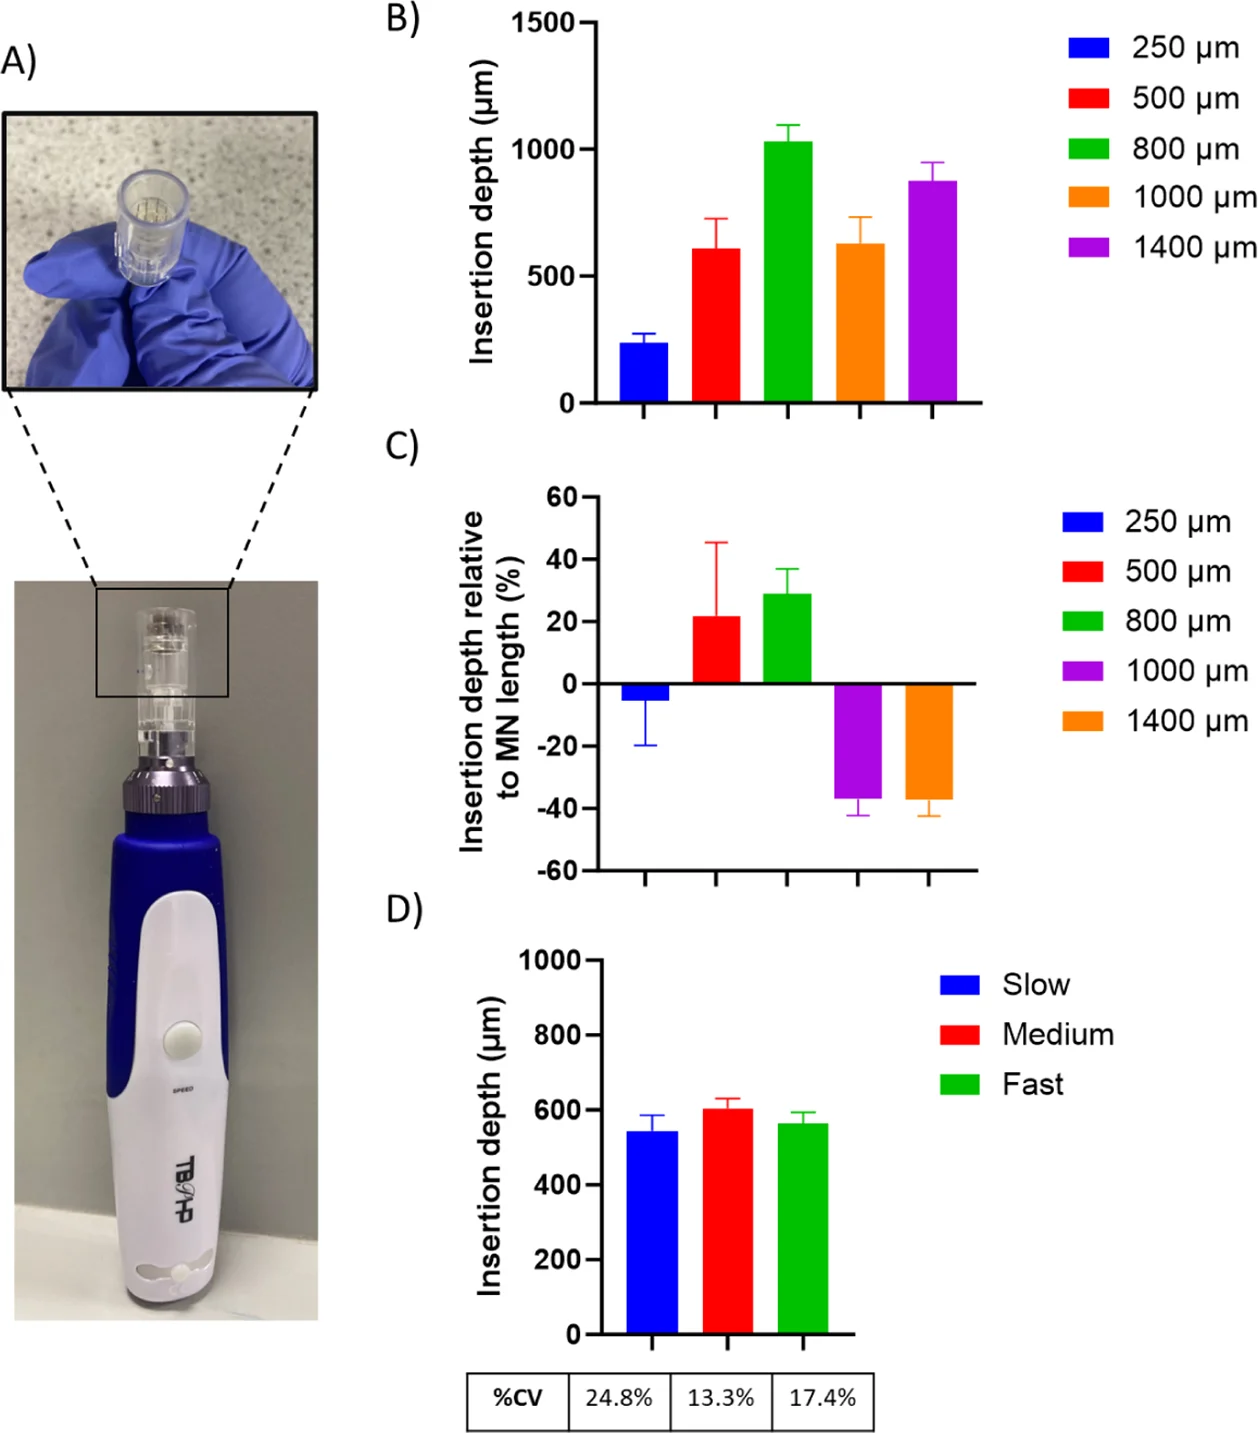 A)
SPEED
B)
Insertion depth (µm)
1500
1000
500
0
250 µm
500 µm
800 µm
1000 µm
1400 µm
C)
Insertion depth relative
to MN length (%)
60
40
20
0
-20
-40
-60
250 µm
500 µm
800 µm
1000 µm
1400 µm
D)
Insertion depth (µm)
1000
800
600
400
200
0
Slow
Medium
Fast
%CV 24.8% 13.3% 17.4%